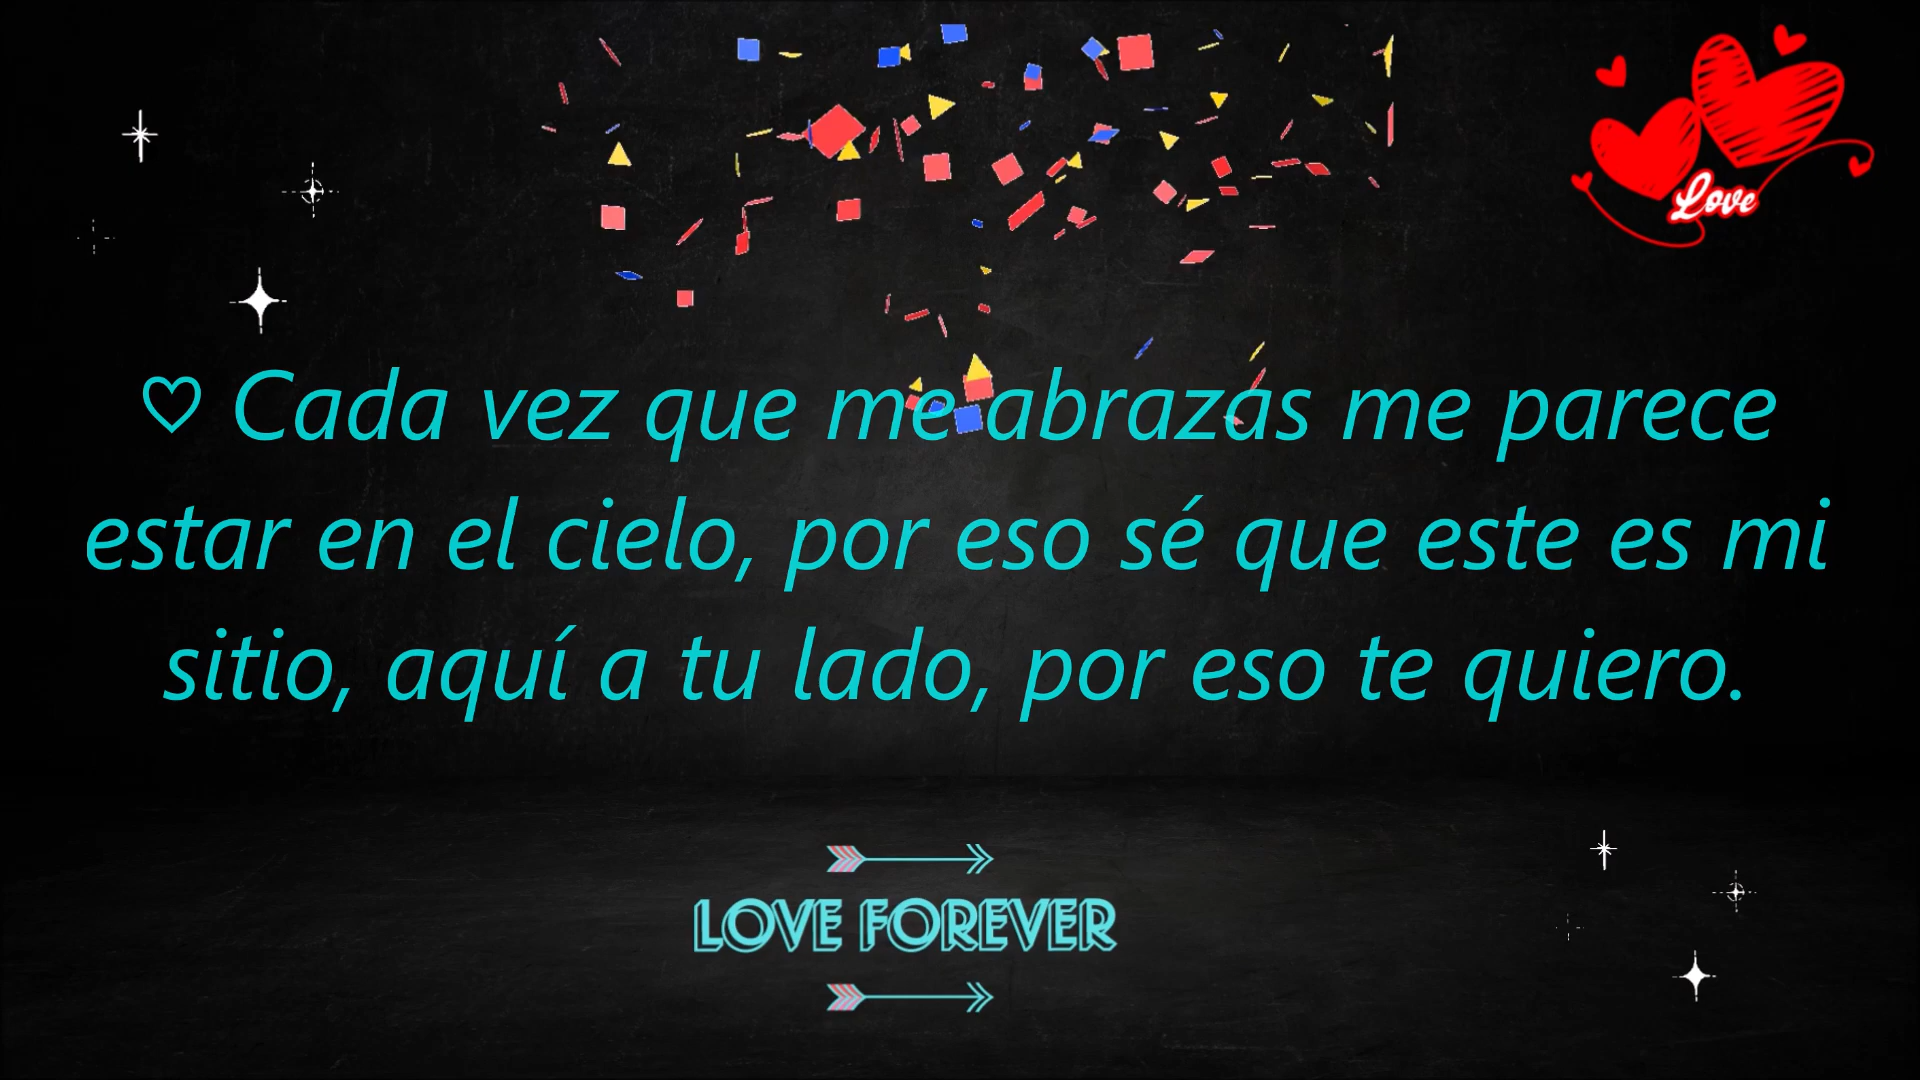 Love
♡ Cada vez que me abrazas me parece
estar en el cielo, por eso sé que este es mi
sitio, aquí a tu lado, por eso te quiero.
LOVE FOREVER